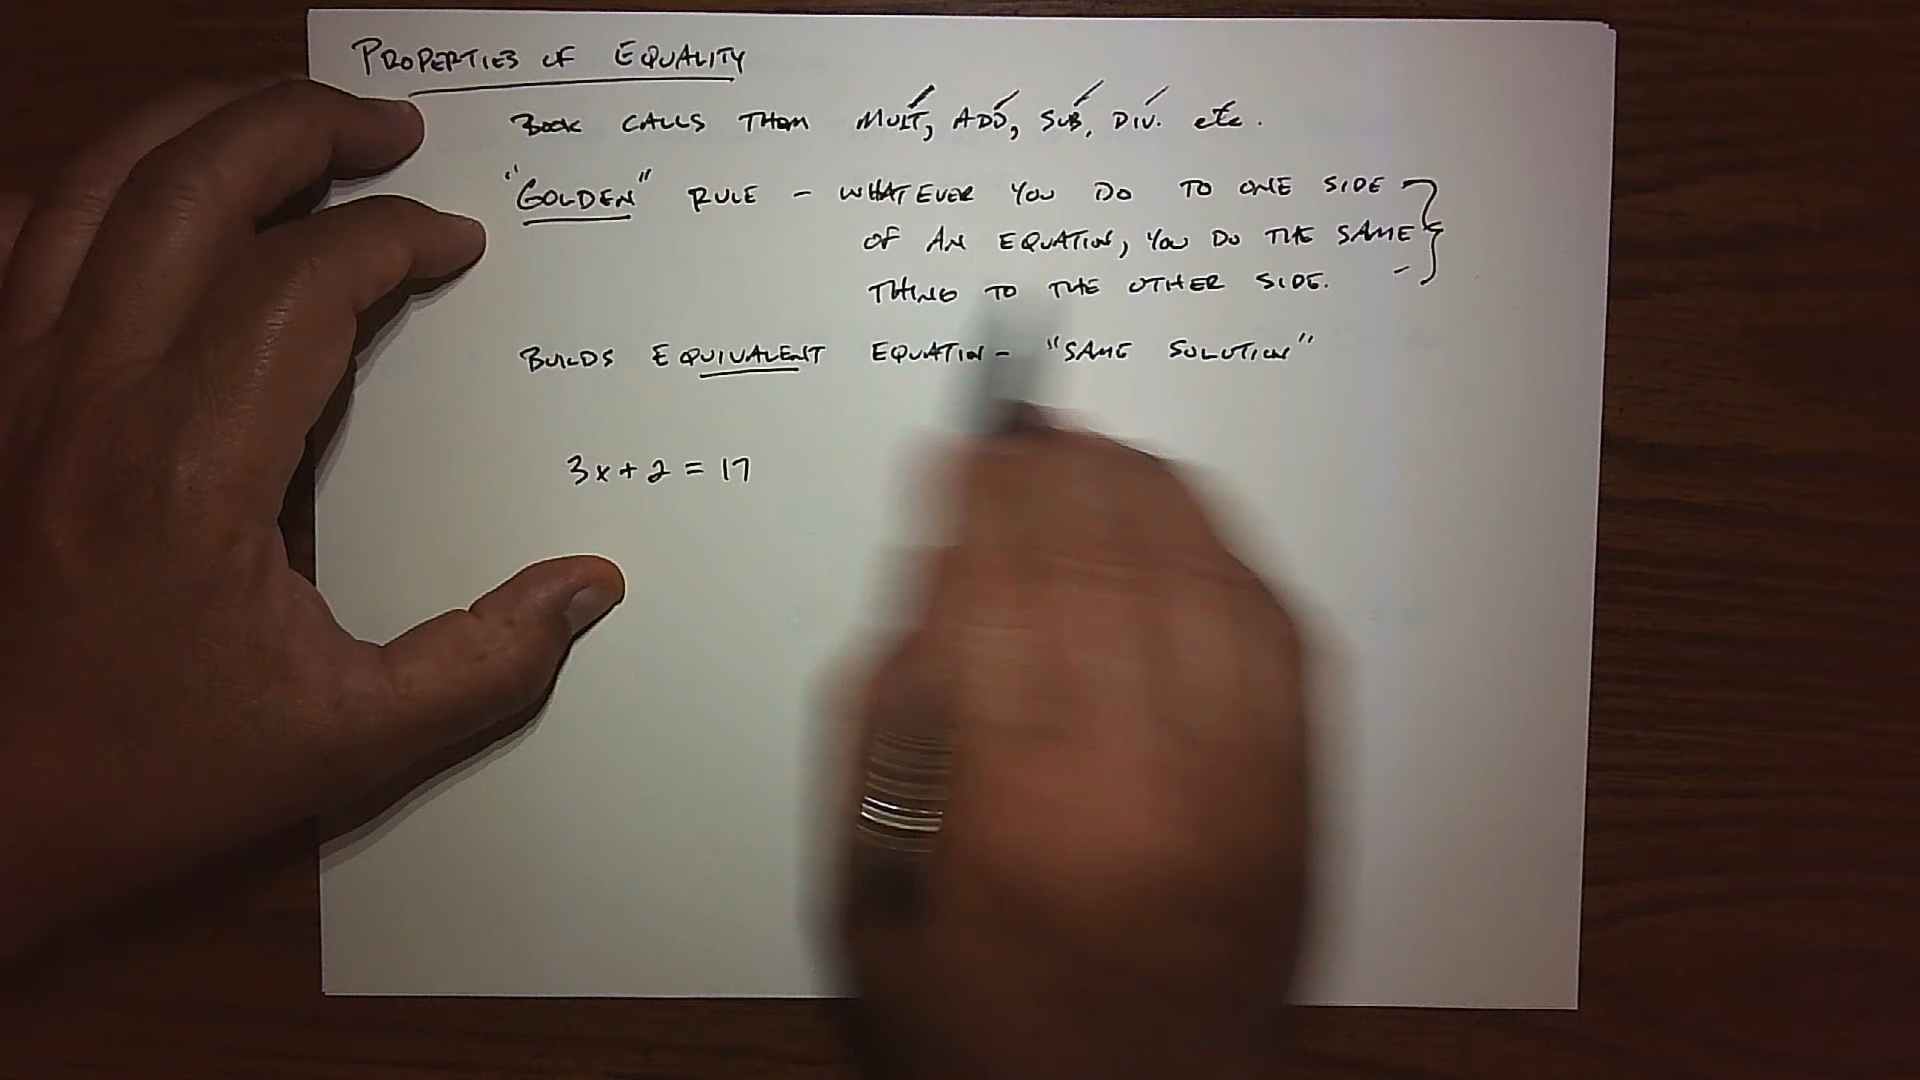 PROPERTIES OF EQUALITY
BOOK CALLS THEM MULT, ADD, SUB, DIV. etc.
"GOLDEN" RULE - WHATEVER YOU DO TO ONE SIDE
OF AN EQUATION, YOU DO THE SAME
THING TO THE OTHER SIDE.
BUILDS EQUIVALENT EQUATION - "SAME SOLUTION"
3x + 2 = 17